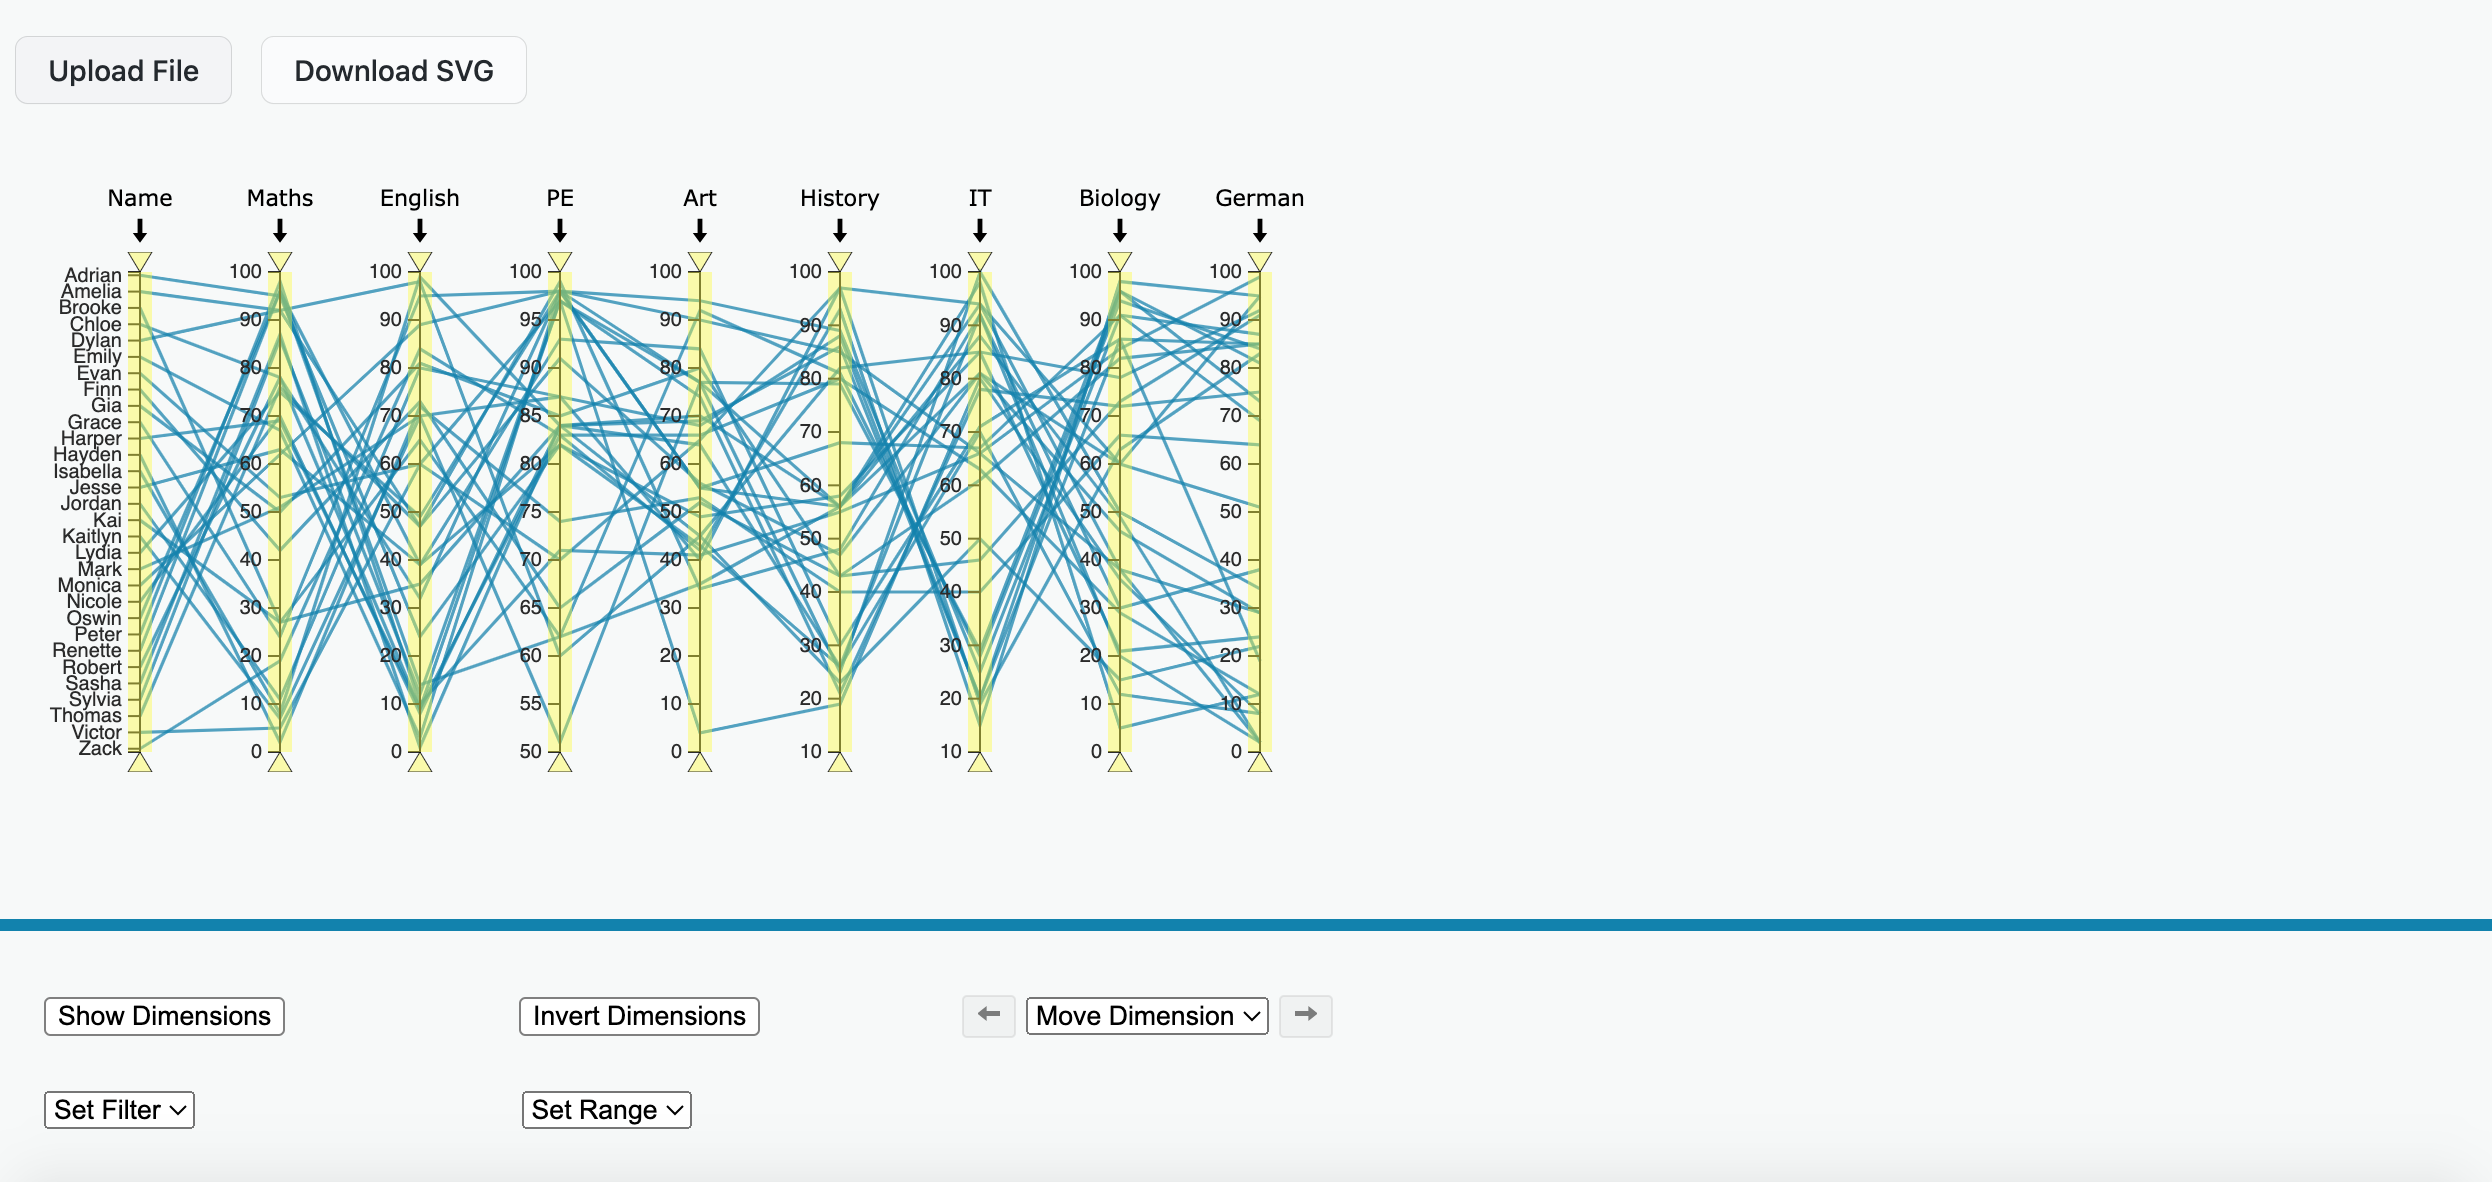 Upload File Download SVG
Name Maths English PE Art History IT Biology German
Adrian
Amelia
Brooke
Chloe
Dylan
Emily
Evan
Finn
Gia
Grace
Harper
Hayden
Isabella
Jesse
Jordan
Kai
Kaitlyn
Lydia
Mark
Monica
Nicole
Oswin
Peter
Renette
Robert
Sasha
Sylvia
Thomas
Victor
Zack
100
90
80
70
60
50
40
30
20
10
0
100
90
80
70
60
50
40
30
20
10
0
100
95
90
85
80
75
70
65
60
55
50
100
90
80
70
60
50
40
30
20
10
0
100
90
80
70
60
50
40
30
20
10
100
90
80
70
60
50
40
30
20
10
100
90
80
70
60
50
40
30
20
10
0
100
90
80
70
60
50
40
30
20
10
0
Show Dimensions Invert Dimensions Move Dimension
Set Filter Set Range